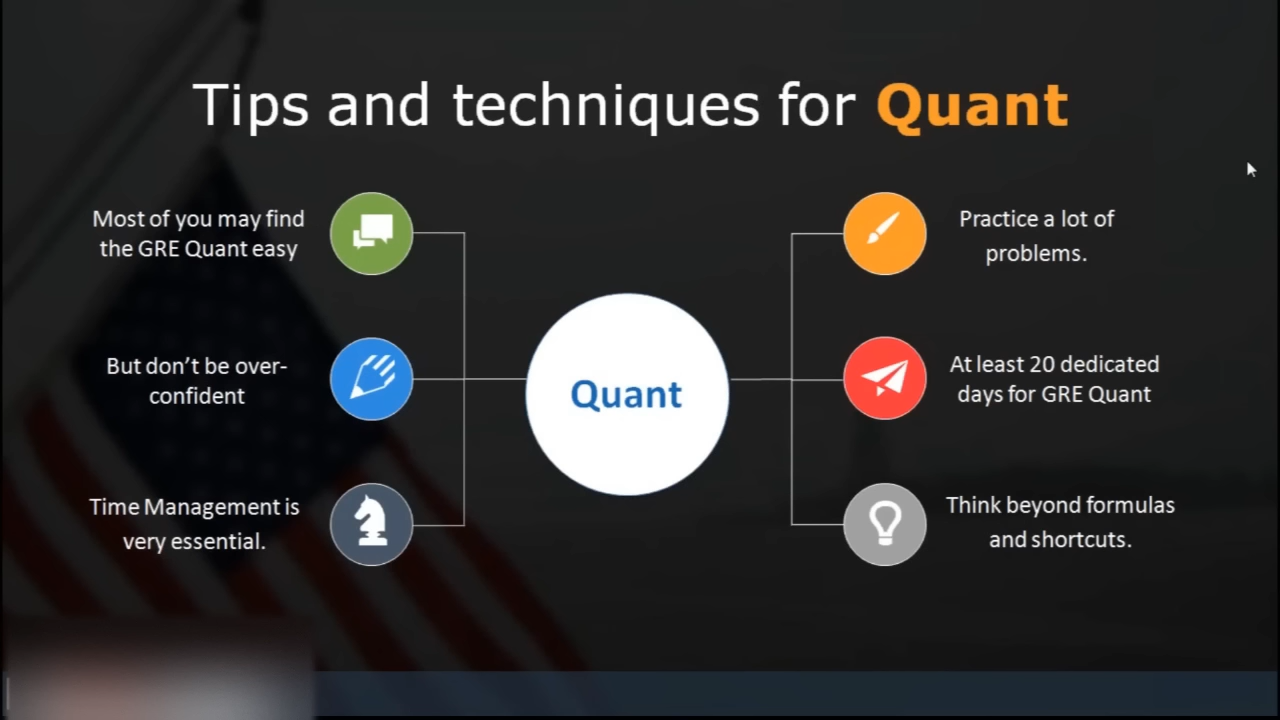 Tips and techniques for Quant
Most of you may find
the GRE Quant easy
But don't be over-
confident
Time Management is
very essential.
Quant
Practice a lot of
problems.
At least 20 dedicated
days for GRE Quant
Think beyond formulas
and shortcuts.